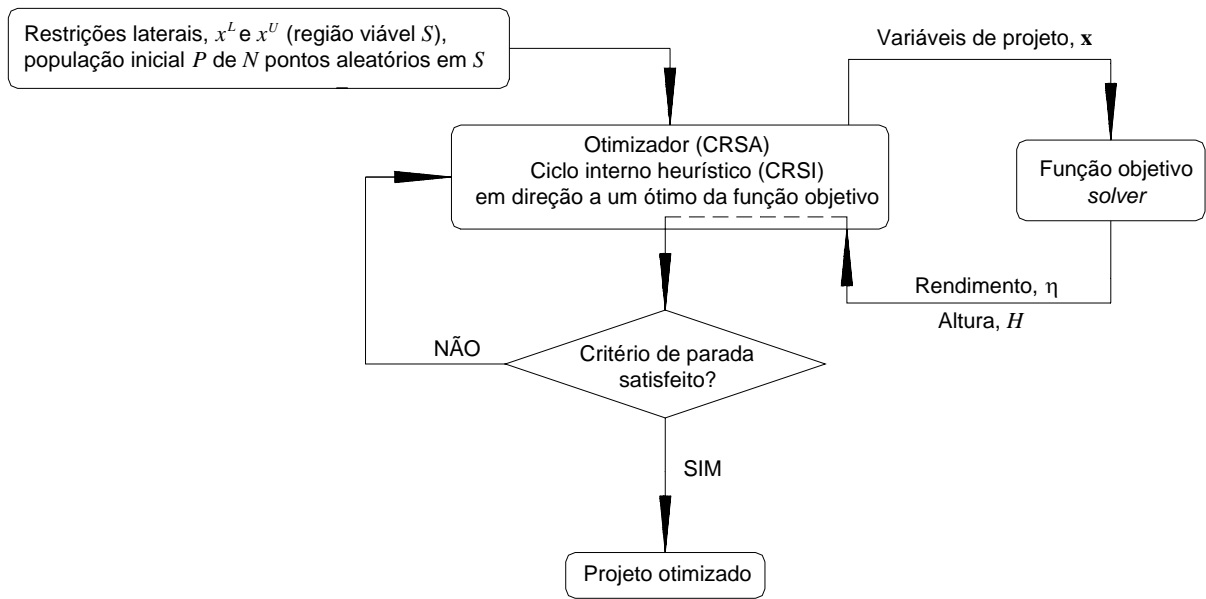 Restrições laterais, x^L e x^U (região viável S),
população inicial P de N pontos aleatórios em S
Variáveis de projeto, x
Otimizador (CRSA)
Ciclo interno heurístico (CRSI)
em direção a um ótimo da função objetivo
Função objetivo
solver
Rendimento, η
Altura, H
NÃO
Critério de parada
satisfeito?
SIM
Projeto otimizado